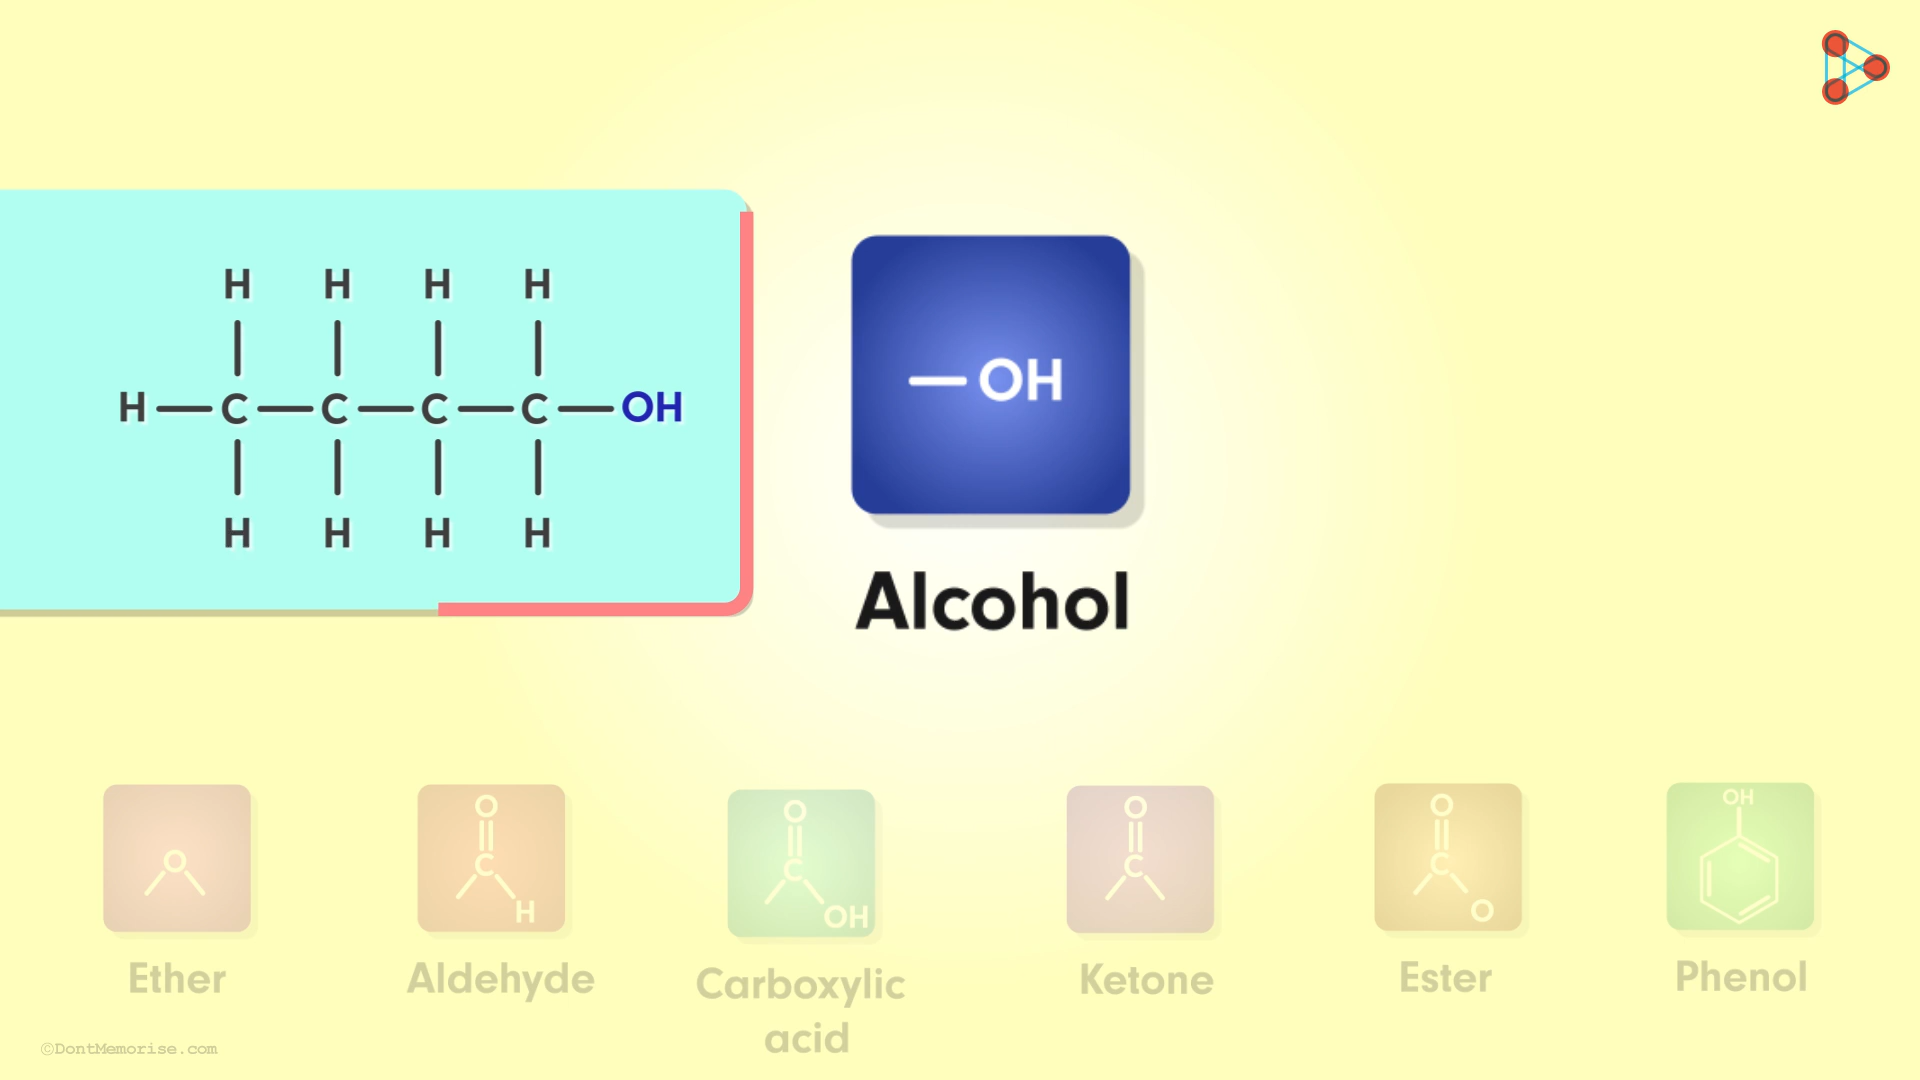 H H H H
H—C—C—C—C—OH
H H H H
—OH
Alcohol
O
O
C
H
O
C
OH
O
C
O
C
O
OH
Ether
Aldehyde
Carboxylic
acid
Ketone
Ester
Phenol
©DontMemorise.com